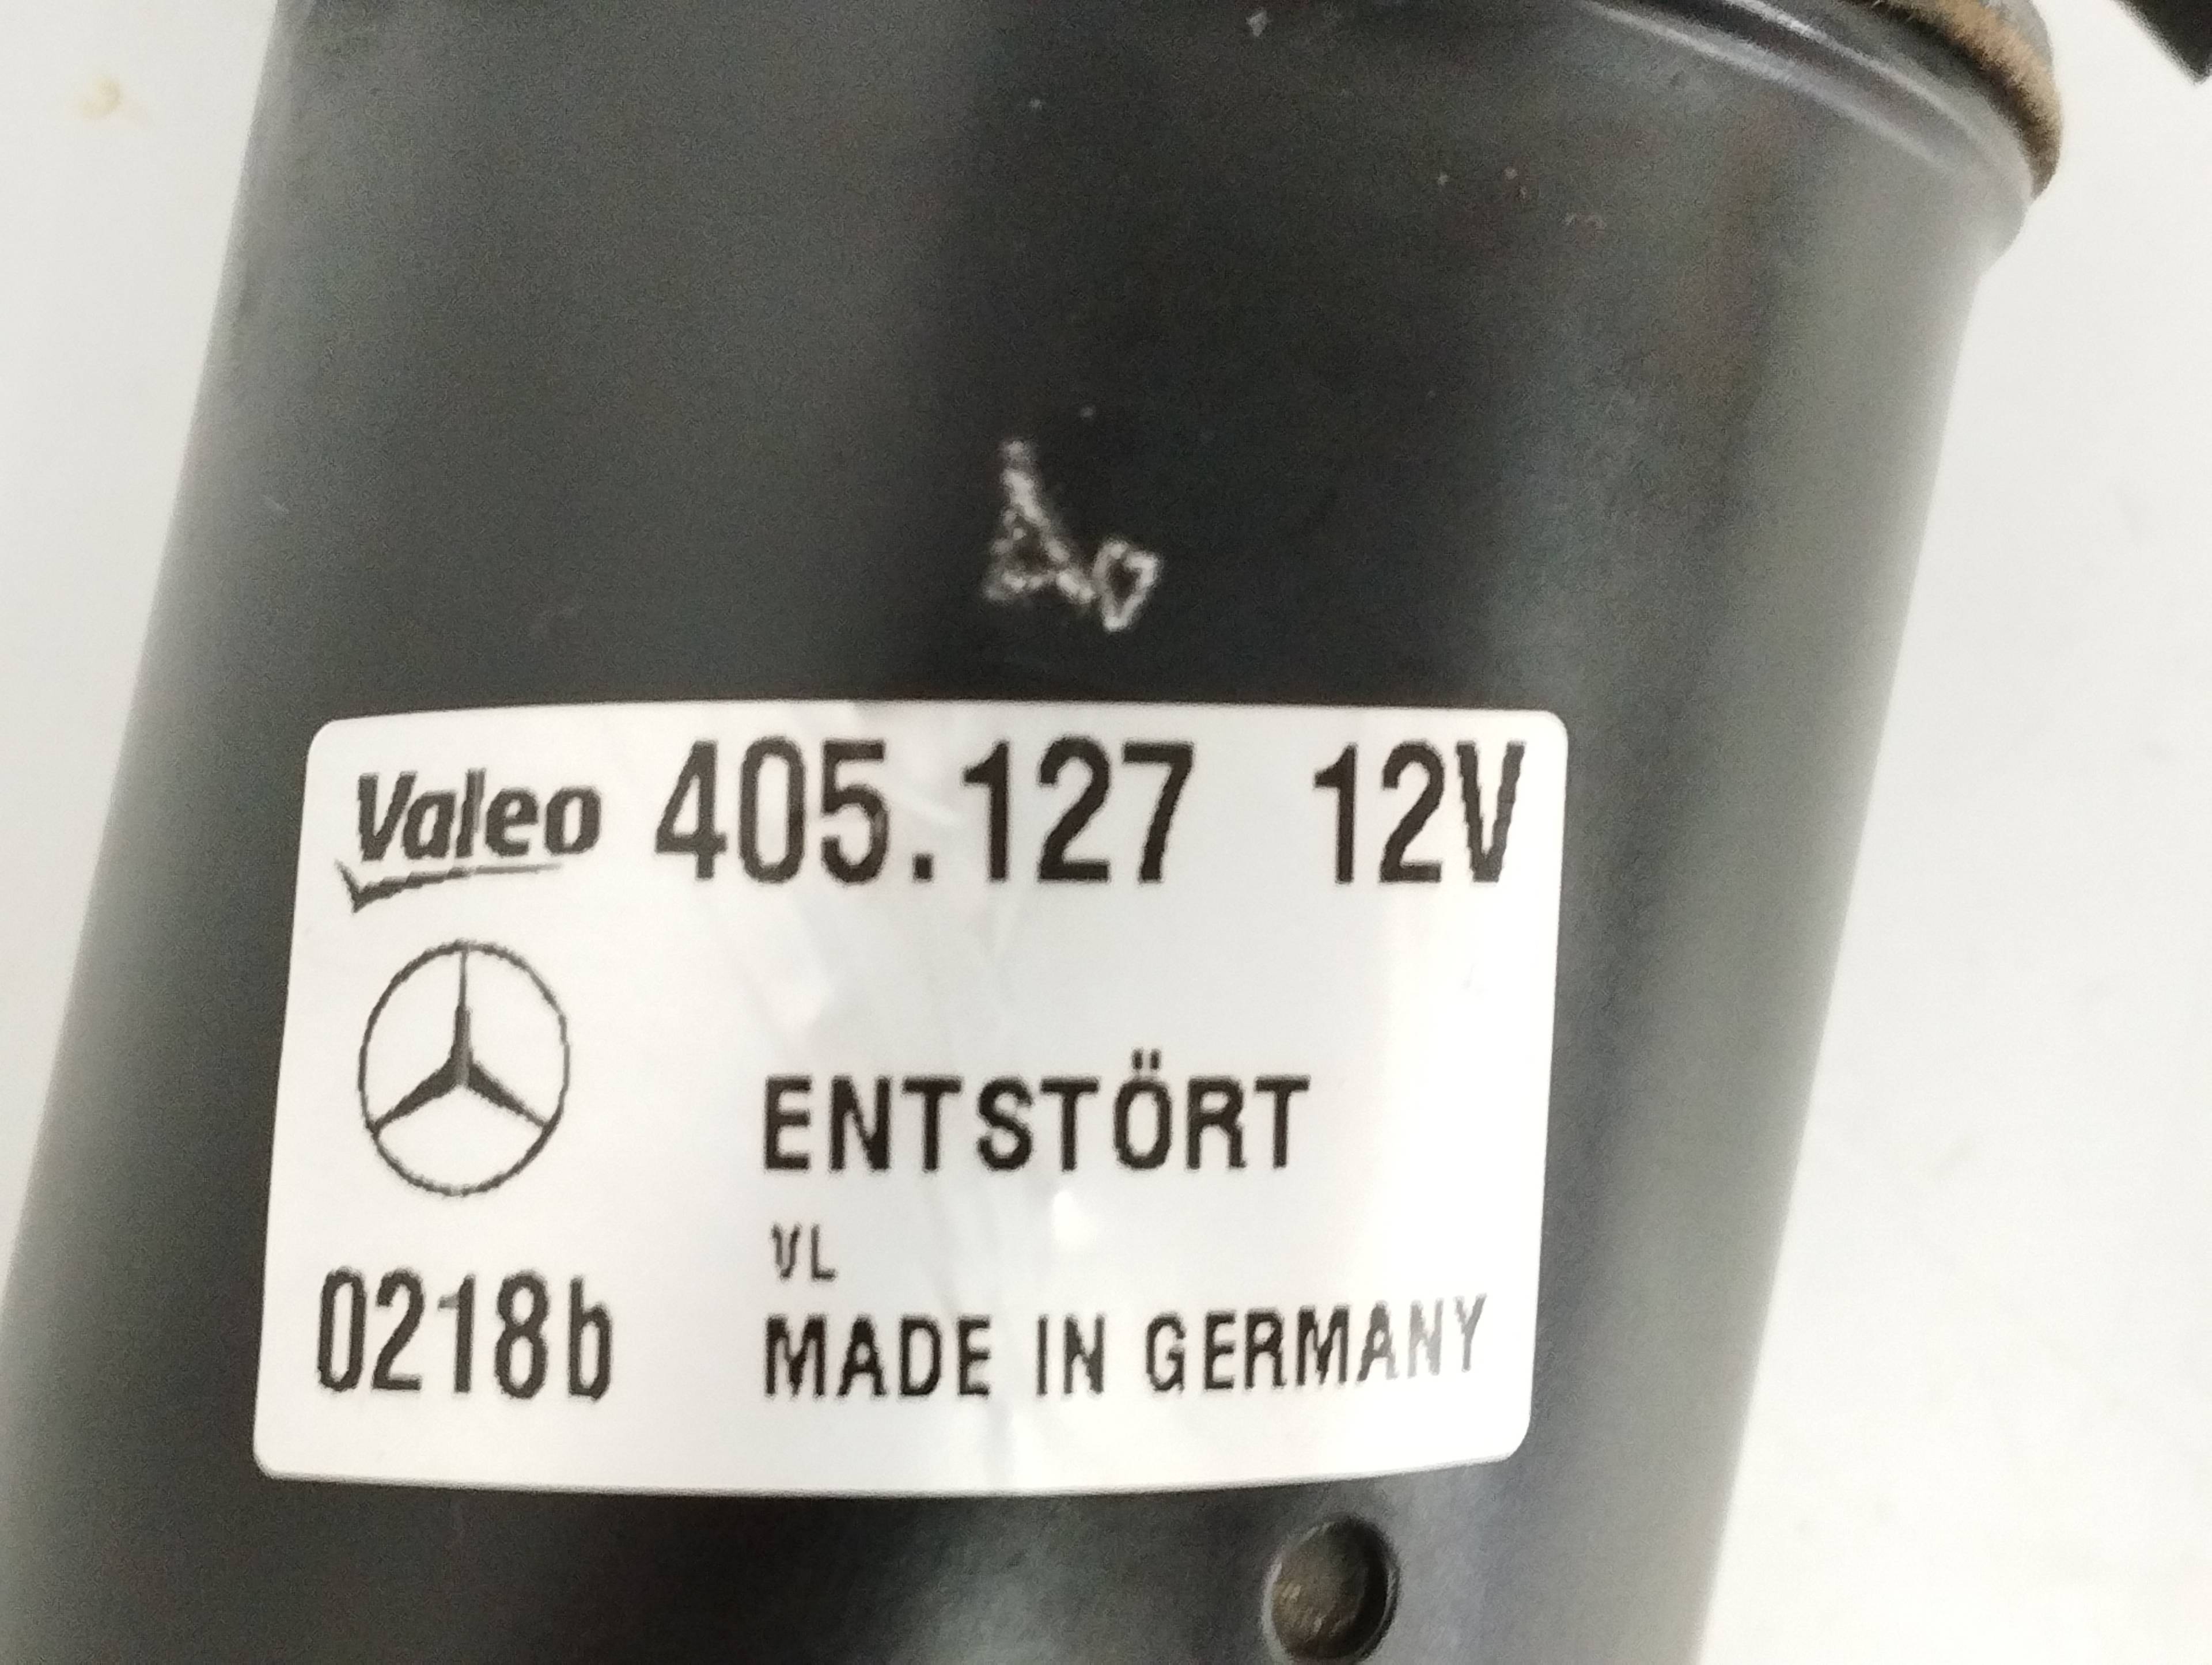 Valeo 405.127 12V
ENTSTÖRT
VL
0218b MADE IN GERMANY